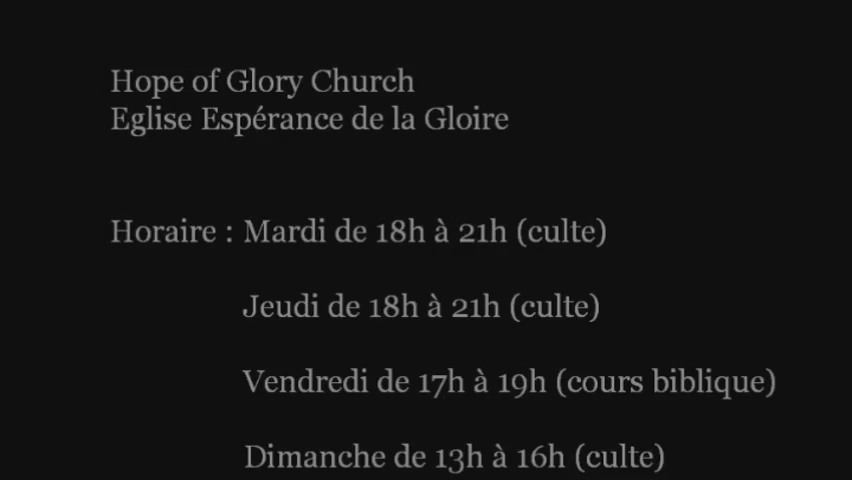 Hope of Glory Church
Eglise Espérance de la Gloire
Horaire : Mardi de 18h à 21h (culte)
Jeudi de 18h à 21h (culte)
Vendredi de 17h à 19h (cours biblique)
Dimanche de 13h à 16h (culte)